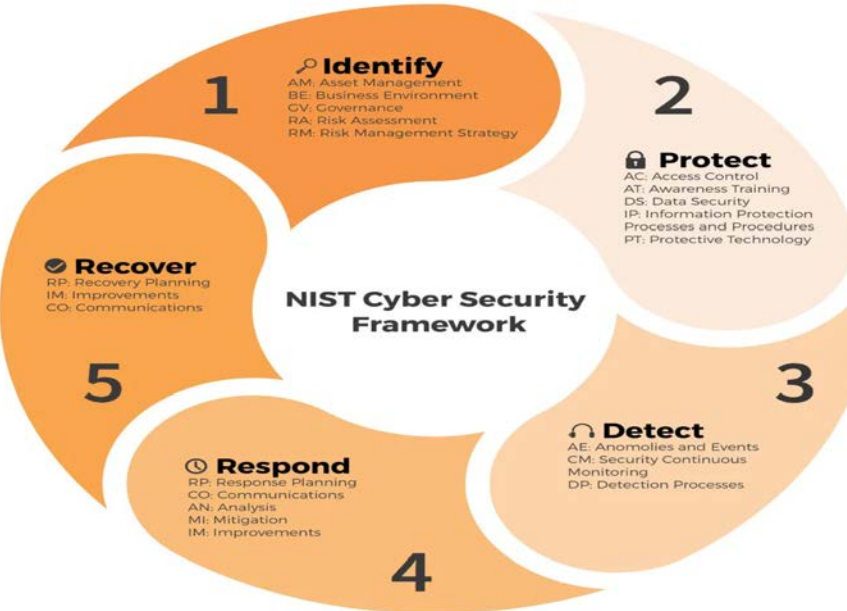 1
Identify
AM: Asset Management
BE: Business Environment
GV: Governance
RA: Risk Assessment
RM: Risk Management Strategy
2
Protect
AC: Access Control
AT: Awareness Training
DS: Data Security
IP: Information Protection
Processes and Procedures
PT: Protective Technology
3
Detect
AE: Anomolies and Events
CM: Security Continuous
Monitoring
DP: Detection Processes
4
Respond
RP: Response Planning
CO: Communications
AN: Analysis
MI: Mitigation
IM: Improvements
5
Recover
RP: Recovery Planning
IM: Improvements
CO: Communications
NIST Cyber Security
Framework